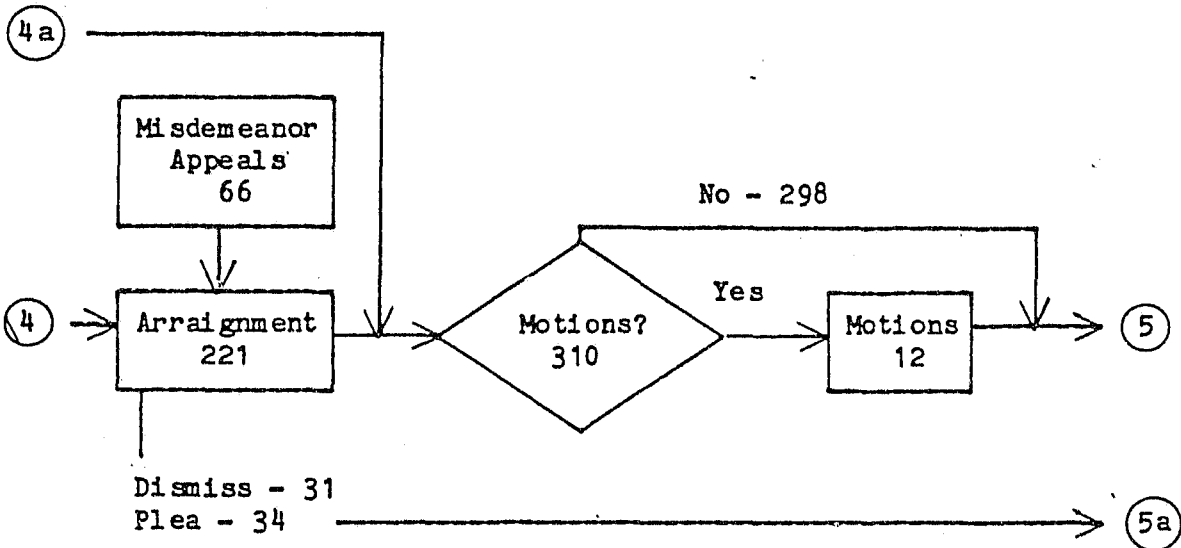 4a
Misdemeanor
Appeals
66
No - 298
4
Arraignment
221
Motions?
310
Yes
Motions
12
5
Dismiss - 31
Plea - 34
5a